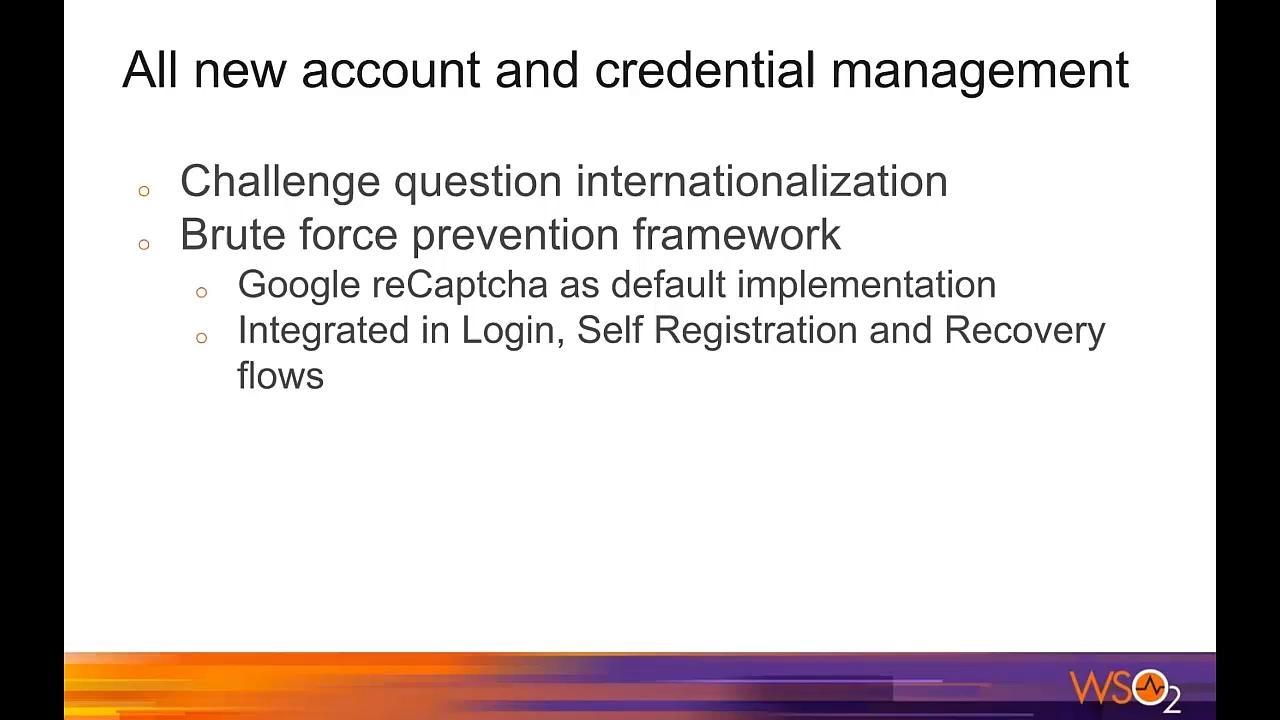 All new account and credential management
Challenge question internationalization
Brute force prevention framework
Google reCaptcha as default implementation
Integrated in Login, Self Registration and Recovery
flows
WSO2